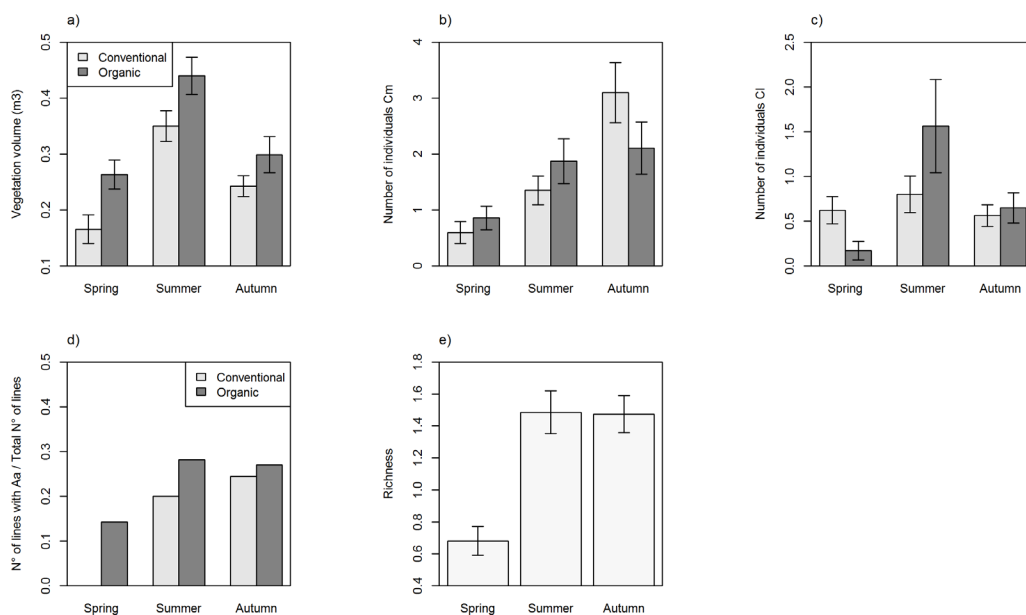 a)
Vegetation volume (m3)
0.5
0.4
0.3
0.2
0.1
Conventional
Organic
Spring Summer Autumn
b)
Number of individuals Cm
4
3
2
1
0
Spring Summer Autumn
c)
Number of individuals Cl
2.5
2.0
1.5
1.0
0.5
0.0
Spring Summer Autumn
d)
N° of lines with Aa / Total N° of lines
0.5
0.4
0.3
0.2
0.1
0.0
Conventional
Organic
Spring Summer Autumn
e)
Richness
1.8
1.6
1.4
1.2
1.0
0.8
0.6
0.4
Spring Summer Autumn